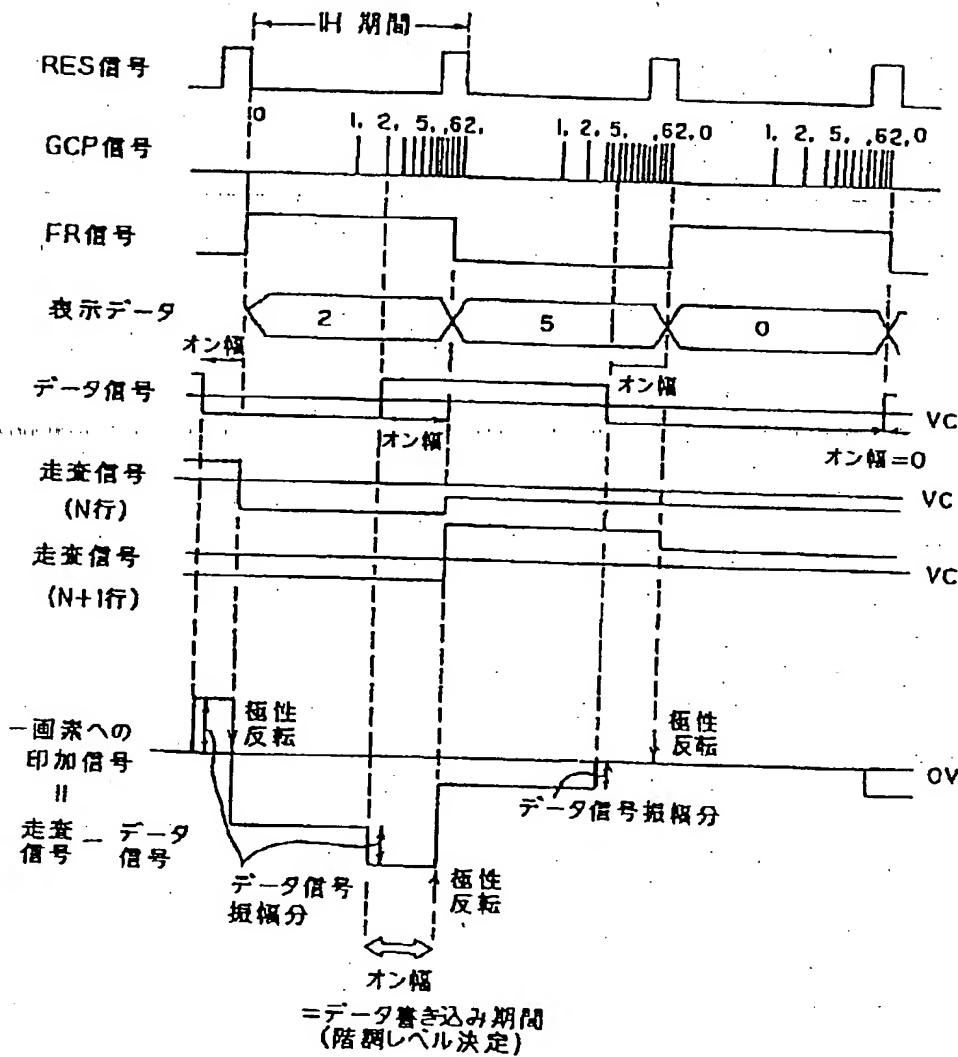 1H 期間
RES信号
0 1, 2, 5, ,62, 1, 2, 5, ,62,0 1, 2, 5, ,62,0
GCP信号
FR信号
表示データ 2 5 0
オン幅
オン幅
データ信号
VC
オン幅
オン幅=0
走査信号
(N行)
VC
走査信号
(N+1行)
VC
極性
反転
極性
反転
一画素への
印加信号
0V
=
データ信号振幅分
走査
信号
ー データ
信号
データ信号
振幅分
極性
反転
オン幅
=データ書き込み期間
(階調レベル決定)